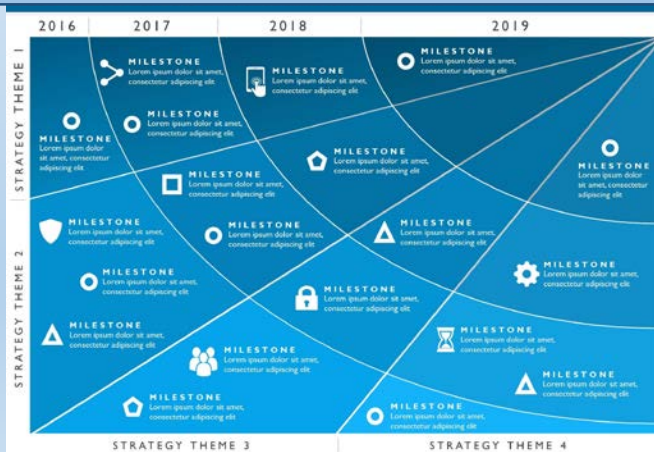 2016 2017 2018 2019
STRATEGY THEME 1
STRATEGY THEME 2
MILESTONE
Lorem ipsum dolor sit amet,
consectetur adipiscing elit
MILESTONE
Lorem ipsum dolor sit amet,
consectetur adipiscing elit
MILESTONE
Lorem ipsum dolor sit amet,
consectetur adipiscing elit
MILESTONE
Lorem ipsum dolor
sit amet, consectetur
adipiscing elit
MILESTONE
Lorem ipsum dolor sit amet,
consectetur adipiscing elit
MILESTONE
Lorem ipsum dolor sit amet,
consectetur adipiscing elit
MILESTONE
Lorem ipsum dolor
sit amet, consectetur
adipiscing elit
MILESTONE
Lorem ipsum dolor sit amet,
consectetur adipiscing elit
MILESTONE
Lorem ipsum dolor sit amet,
consectetur adipiscing elit
MILESTONE
Lorem ipsum dolor sit amet,
consectetur adipiscing elit
MILESTONE
Lorem ipsum dolor sit amet,
consectetur adipiscing elit
MILESTONE
Lorem ipsum dolor sit amet,
consectetur adipiscing elit
MILESTONE
Lorem ipsum dolor sit amet,
consectetur adipiscing elit
MILESTONE
Lorem ipsum dolor sit amet,
consectetur adipiscing elit
MILESTONE
Lorem ipsum dolor sit amet,
consectetur adipiscing elit
MILESTONE
Lorem ipsum dolor sit amet,
consectetur adipiscing elit
MILESTONE
Lorem ipsum dolor sit amet,
consectetur adipiscing elit
MILESTONE
Lorem ipsum dolor sit amet,
consectetur adipiscing elit
MILESTONE
Lorem ipsum dolor sit amet,
consectetur adipiscing elit
MILESTONE
Lorem ipsum dolor sit amet,
consectetur adipiscing elit
STRATEGY THEME 3
STRATEGY THEME 4